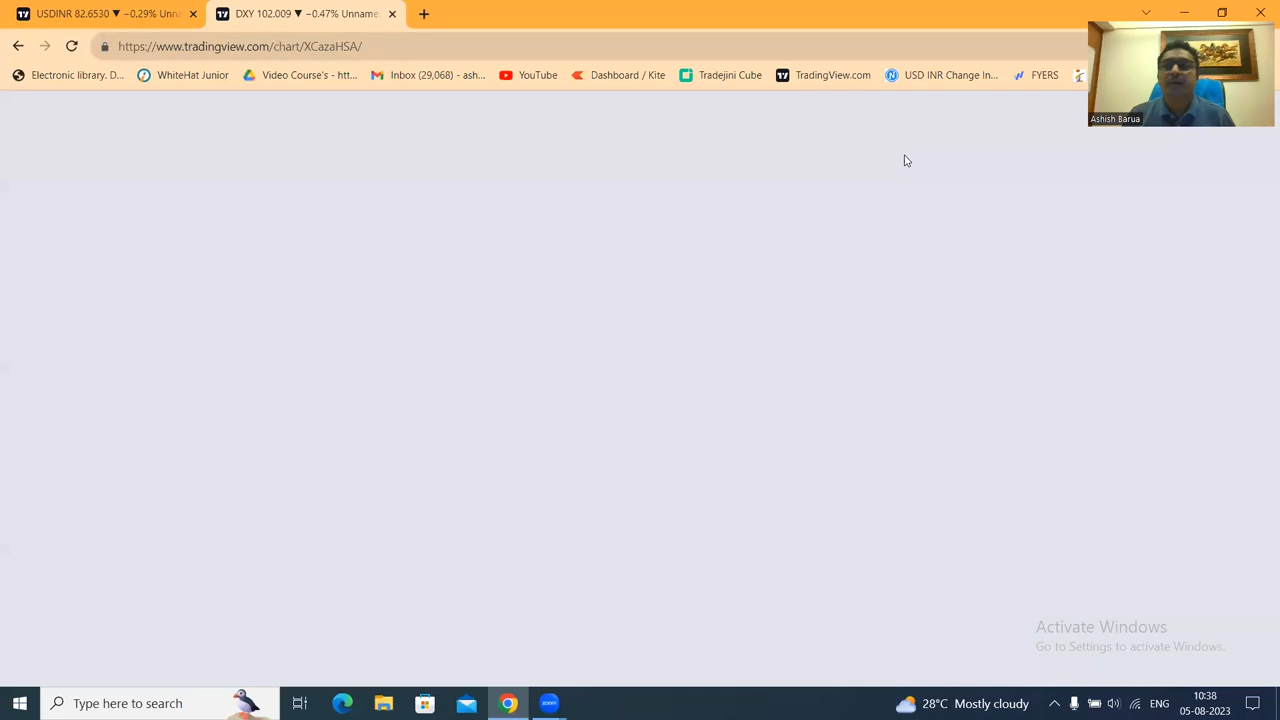 USDINR 82.6530 ▼ −0.29% Unna
DXY 102.009 ▼ −0.47% Unname
https://www.tradingview.com/chart/XCazaHSA/
Electronic library. D...
WhiteHat Junior
Video Course's - htt...
Inbox (29,068) - ash...
YouTube
Dashboard / Kite
Tradejini Cube
TradingView.com
USD INR Change In...
FYERS
Ashish Barua
Activate Windows
Go to Settings to activate Windows.
Type here to search
zoom
28°C Mostly cloudy
ENG
10:38
05-08-2023